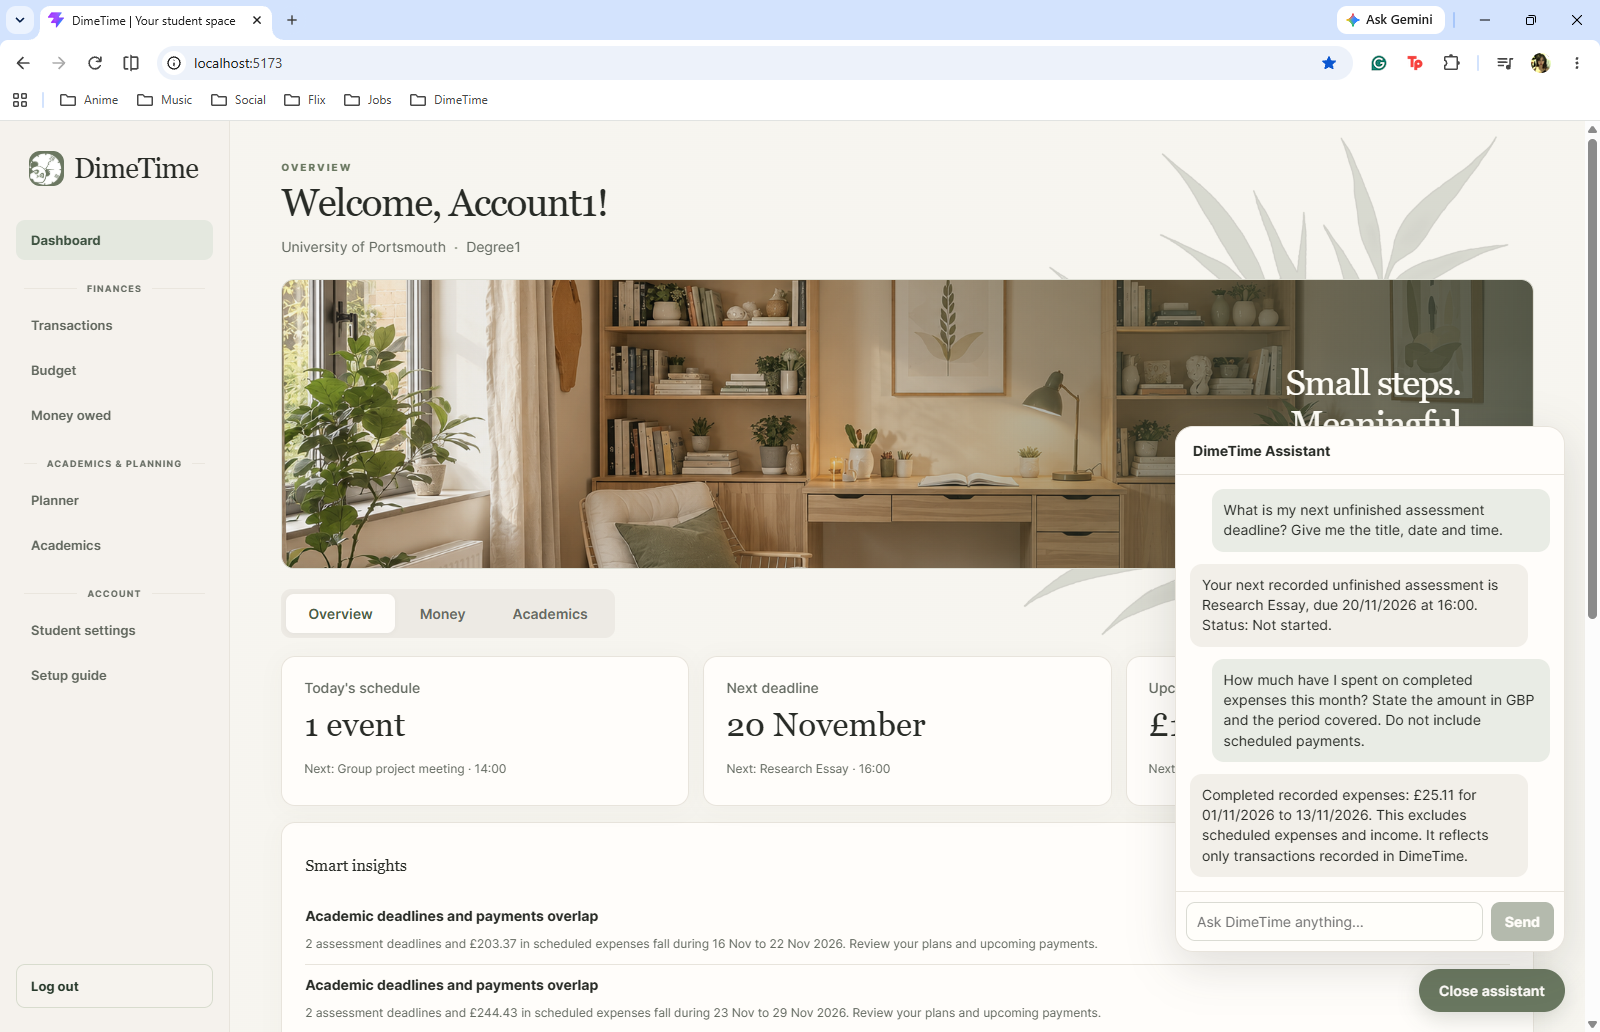 DimeTime | Your student space
Ask Gemini
localhost:5173
Anime
Music
Social
Flix
Jobs
DimeTime
DimeTime
Dashboard
FINANCES
Transactions
Budget
Money owed
ACADEMICS & PLANNING
Planner
Academics
ACCOUNT
Student settings
Setup guide
Log out
OVERVIEW
Welcome, Account1!
University of Portsmouth · Degree1
Small steps.
Meaningful
Overview
Money
Academics
Today's schedule
1 event
Next: Group project meeting · 14:00
Next deadline
20 November
Next: Research Essay · 16:00
Upc
£
Next
Smart insights
Academic deadlines and payments overlap
2 assessment deadlines and £203.37 in scheduled expenses fall during 16 Nov to 22 Nov 2026. Review your plans and upcoming payments.
Academic deadlines and payments overlap
2 assessment deadlines and £244.43 in scheduled expenses fall during 23 Nov to 29 Nov 2026. Review your plans and upcoming payments.
DimeTime Assistant
What is my next unfinished assessment
deadline? Give me the title, date and time.
Your next recorded unfinished assessment is
Research Essay, due 20/11/2026 at 16:00.
Status: Not started.
How much have I spent on completed
expenses this month? State the amount in GBP
and the period covered. Do not include
scheduled payments.
Completed recorded expenses: £25.11 for
01/11/2026 to 13/11/2026. This excludes
scheduled expenses and income. It reflects
only transactions recorded in DimeTime.
Ask DimeTime anything...
Send
Close assistant